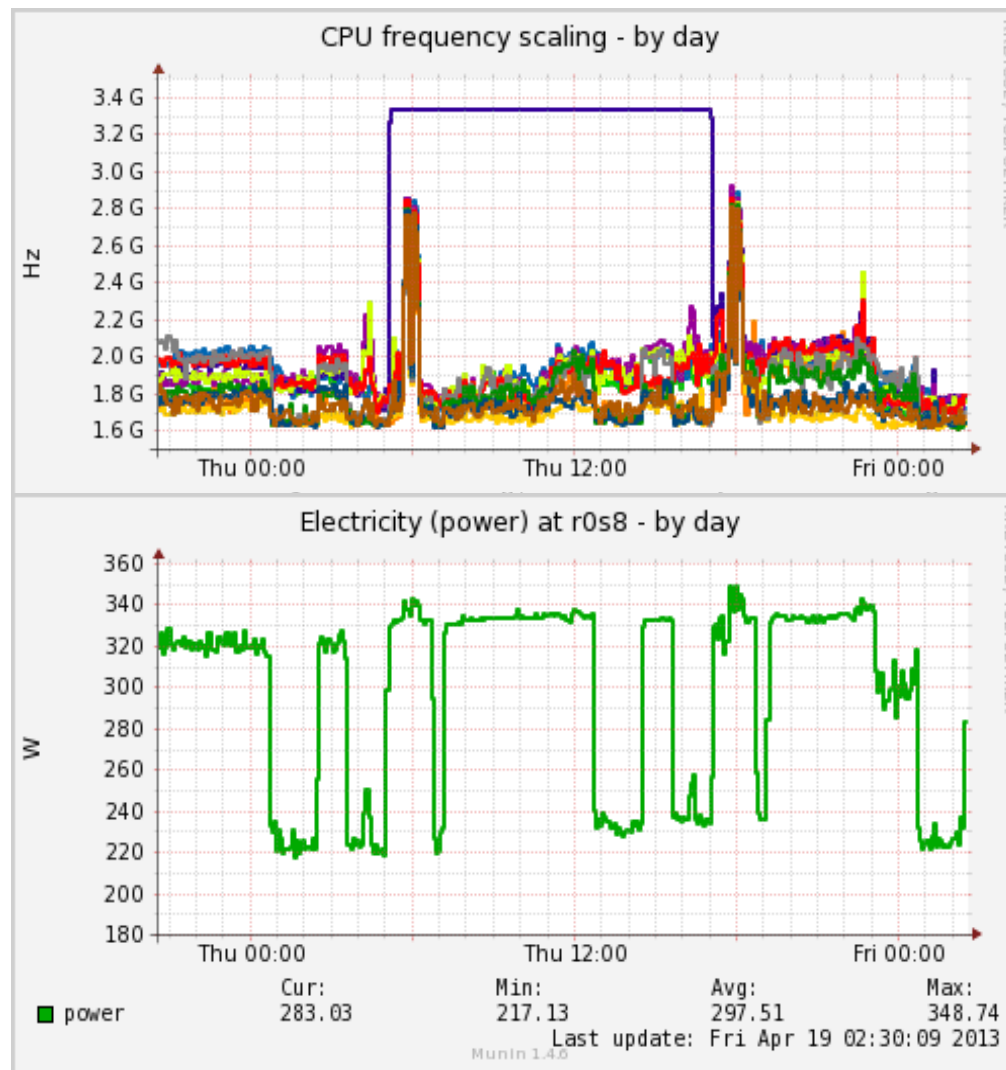 CPU frequency scaling - by day
Hz
3.4 G
3.2 G
3.0 G
2.8 G
2.6 G
2.4 G
2.2 G
2.0 G
1.8 G
1.6 G
Thu 00:00 Thu 12:00 Fri 00:00
Electricity (power) at r0s8 - by day
W
360
340
320
300
280
260
240
220
200
180
Thu 00:00 Thu 12:00 Fri 00:00
Cur: Min: Avg: Max:
power 283.03 217.13 297.51 348.74
Last update: Fri Apr 19 02:30:09 2013
Munin 1.4.6